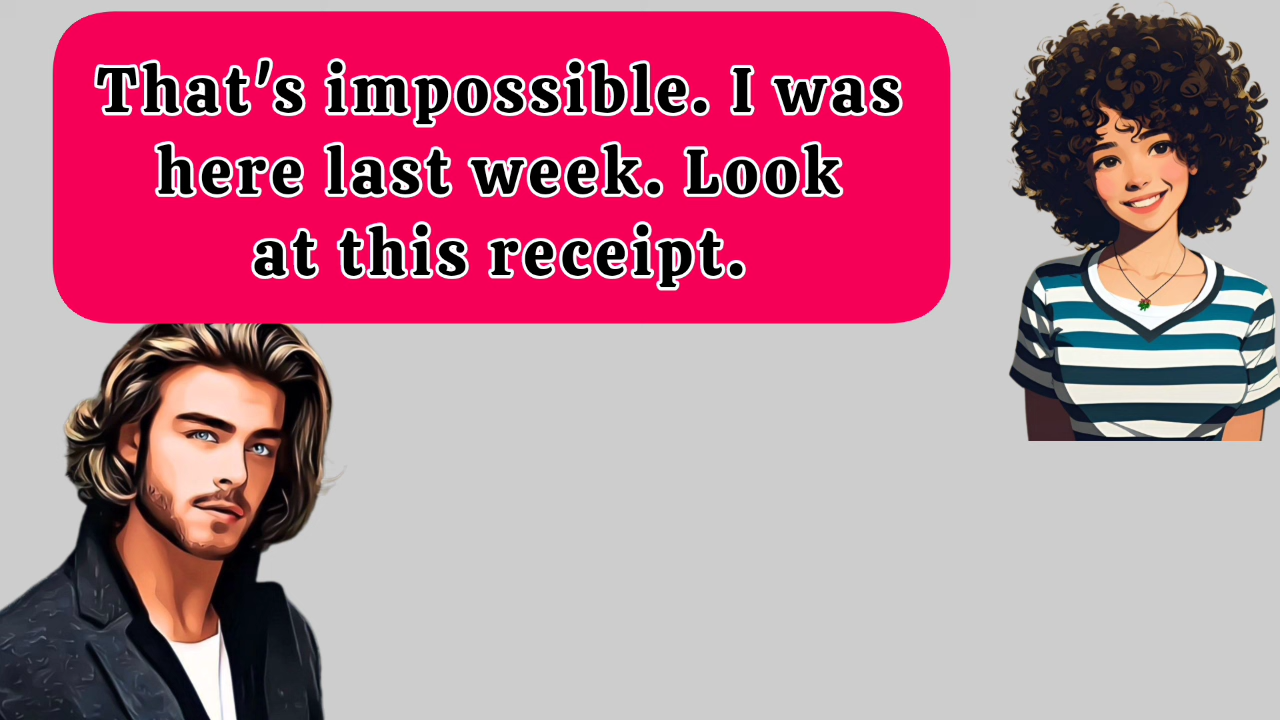 That's impossible. I was
here last week. Look
at this receipt.